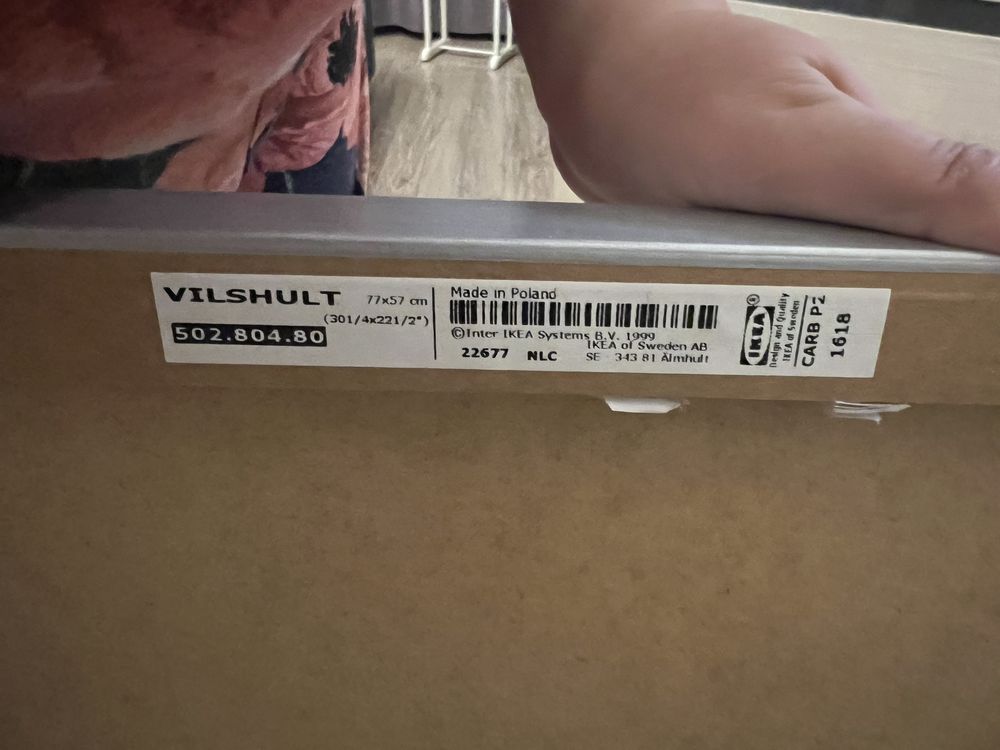 VILSHULT
77x57 cm
(301/4x221/2")
502.804.80
Made in Poland
©Inter IKEA Systems B.V. 1999
22677 NLC
IKEA of Sweden AB
SE 343 81 Älmhult
IKEA®
Design and Quality
IKEA of Sweden
CARB P2
1618